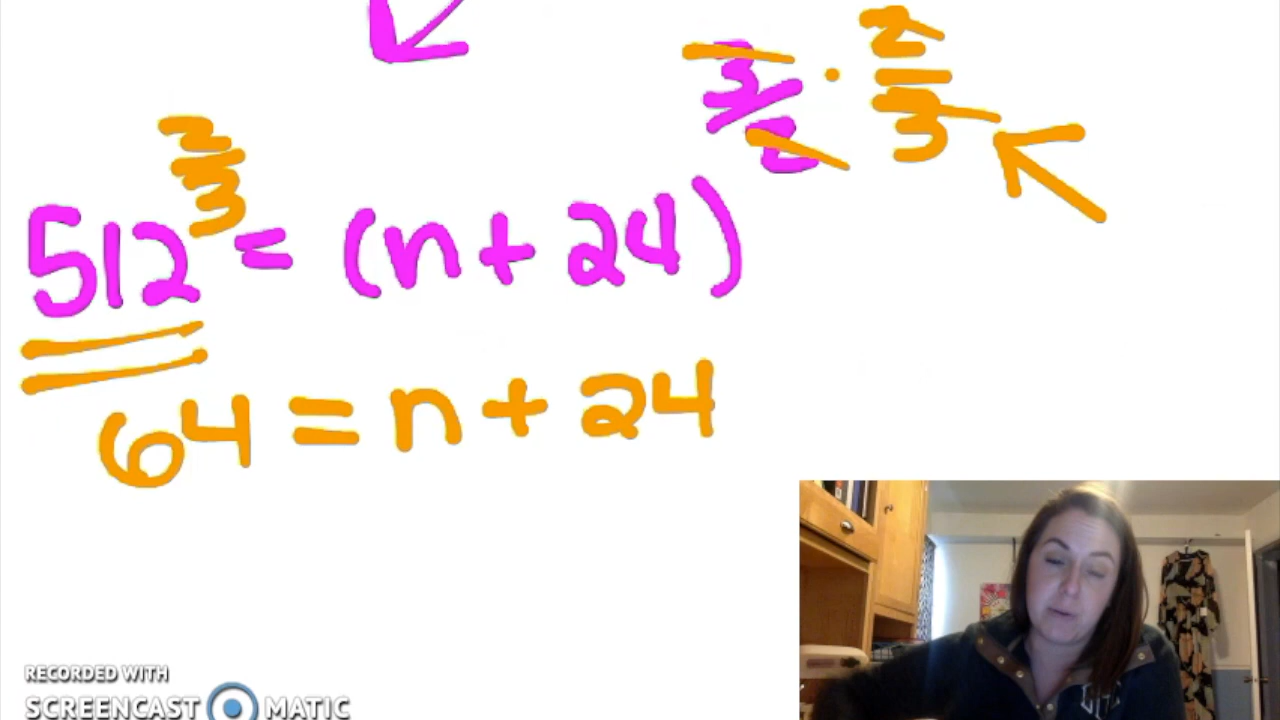 3/2 · 2/3
512^2/3 = (n + 24)
64 = n + 24
RECORDED WITH
SCREENCAST MATIC